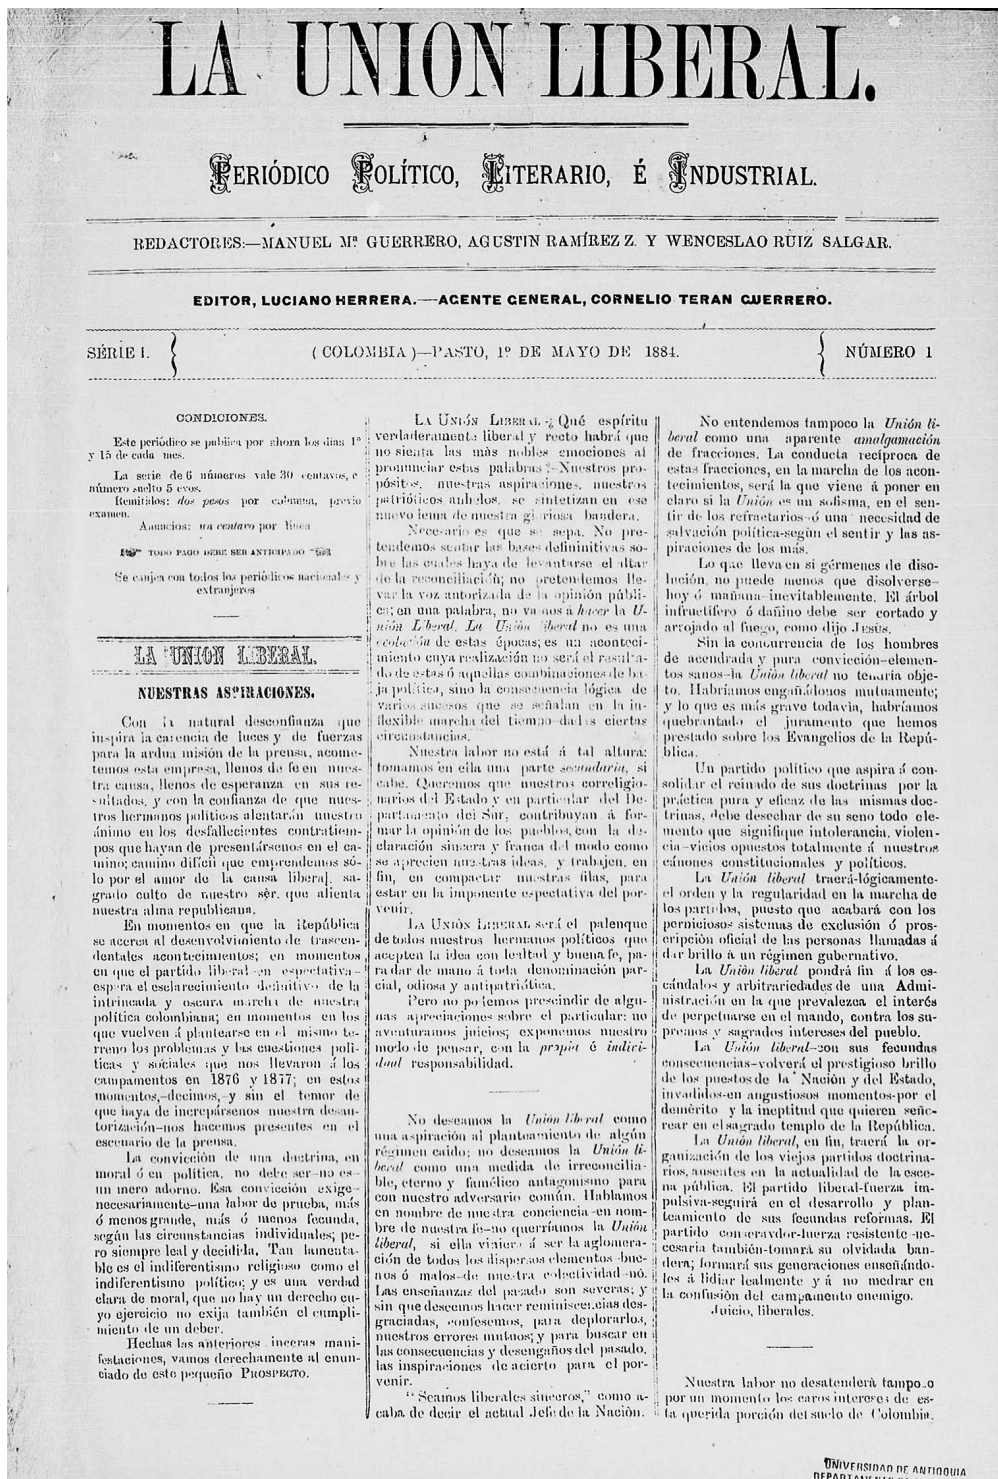 LA UNION LIBERAL.
PERIÓDICO POLÍTICO, LITERARIO, É INDUSTRIAL.
REDACTORES:—MANUEL Mª GUERRERO, AGUSTIN RAMÍREZ Z. Y WENCESLAO RUIZ SALGAR.
EDITOR, LUCIANO HERRERA.—AGENTE GENERAL, CORNELIO TERAN GUERRERO.
SÉRIE I.
(COLOMBIA)—PASTO, 1º DE MAYO DE 1884.
NÚMERO 1
CONDICIONES.
Este periódico se publica por ahora los dias 1º
y 15 de cada mes.
La serie de 6 números vale 30 centavos, e
número suelto 5 cvos.
Remitidos: dos pesos por columna, previo
examen.
Anuncios: un centavo por linea
TODO PAGO DEBE SER ANTICIPADO
Se canjea con todos los periódicos nacionales y
extranjeros
LA UNION LIBERAL.
NUESTRAS ASPIRACIONES.
Con la natural desconfianza que
inspira la carencia de luces y de fuerzas
para la ardua misión de la prensa, acome-
temos esta empresa, llenos de fe en nues-
tra causa, llenos de esperanza en sus re-
sultados, y con la confianza de que nues-
tros hermanos políticos alentarán nuestro
ánimo en los desfallecientes contratiem-
pos que hayan de presentársenos en el ca-
mino; camino difícil que emprendemos só-
lo por el amor de la causa liberal, sa-
grado culto de nuestro sér. que alienta
nuestra alma republicana.
En momentos en que la República
se acerca al desenvolvimiento de trascen-
dentales acontecimientos; en momentos
en que el partido liberal-en espectativa-
espera el esclarecimiento definitivo de la
intrincada y oscura marcha de nuestra
política colombiana; en momentos en los
que vuelven á plantearse en el mismo te-
rreno los problemas y las cuestiones polí-
ticas y sociales que nos llevaron á los
campamentos en 1876 y 1877; en estos
momentos,-decimos,-y sin el temor de
que haya de increpársenos nuestra desau-
torización-nos hacemos presentes en el
escenario de la prensa.
La convicción de una doctrina, en
moral ó en política, no debe ser-no es-
un mero adorno. Esa convicción exige-
necesariamente-una labor de prueba, más
ó menos grande, más ó menos fecunda,
según las circunstancias individuales; pe-
ro siempre leal y decidida. Tan lamenta-
ble es el indiferentismo religioso como el
indiferentismo político; y es una verdad
clara de moral, que no hay un derecho cu-
yo ejercicio no exija también el cumpli-
miento de un deber.
Hechas las anteriores inceras mani-
festaciones, vamos derechamente al enun-
ciado de este pequeño PROSPECTO.
LA UNIÓN LIBERAL -¿Qué espíritu
verdaderamente liberal y recto habrá que
no sienta las más nobles emociones al
pronunciar estas palabras?-Nuestros pro-
pósitos, nuestras aspiraciones, nuestros
patrióticos anhelos, se sintetizan en ese
nuevo lema de nuestra gloriosa bandera.
Necesario es que se sepa. No pre-
tendemos sentar las bases defininitivas so-
bre las cuales haya de levantarse el altar
de la reconciliación; no pretendemos lle-
var la voz autorizada de la opinión públi-
ca; en una palabra, no vamos á hacer la U-
nión Liberal. La Unión liberal no es una
evolución de estas épocas; es un aconteci-
miento cuya realización no será el resulta-
do de estas ó aquellas combinaciones de ba-
ja política, sino la consecuencia lógica de
varios sucesos que se señalan en la in-
flexible marcha del tiempo dadas ciertas
circunstancias.
Nuestra labor no está á tal altura:
tomamos en ella una parte secundaria, si
cabe. Queremos que nuestros correligio-
narios del Estado y en particular del De-
partamento del Sur, contribuyan á for-
mar la opinión de los pueblos, con la de-
claración sincera y franca del modo como
se aprecien nuestras ideas, y trabajen, en
fin, en compactar nuestras filas, para
estar en la imponente espectativa del por-
venir.
LA UNIÓN LIBERAL será el palenque
de todos nuestros hermanos políticos que
acepten la idea con lealtad y buena fe, pa-
ra dar de mano á toda denominación par-
cial, odiosa y antipatriótica.
Pero no podemos prescindir de algu-
nas apreciaciones sobre el particular: no
aventuramos juicios; exponemos nuestro
modo de pensar, con la propia é indivi-
dual responsabilidad.
No deseamos la Unión liberal como
una aspiración al planteamiento de algún
régimen caido; no deseamos la Unión li-
beral como una medida de irreconcilia-
ble, eterno y famélico antagonismo para
con nuestro adversario común. Hablamos
en nombre de nuestra conciencia-en nom-
bre de nuestra fe-no querríamos la Unión
liberal, si ella viniera á ser la aglomera-
ción de todos los dispersos elementos-bue-
nos ó malos-de nuestra colectividad-nó.
Las enseñanzas del pasado son severas; y
sin que deseemos hacer reminiscencias des-
graciadas, confesemos, para deplorarlos,
nuestros errores mutuos; y para buscar en
las consecuencias y desengaños del pasado,
las inspiraciones de acierto para el por-
venir.
"Seamos liberales sinceros," como a-
caba de decir el actual Jefe de la Nación.
No entendemos tampoco la Unión li-
beral como una aparente amalgamación
de fracciones. La conducta recíproca de
estas fracciones, en la marcha de los acon-
tecimientos, será la que viene á poner en
claro si la Unión es un sofisma, en el sen-
tir de los refractarios-ó una necesidad de
salvación política-según el sentir y las as-
piraciones de los más.
Lo que lleva en si gérmenes de diso-
lución, no puede menos que disolverse-
hoy ó mañana-inevitablemente. El árbol
infructífero ó dañino debe ser cortado y
arrojado al fuego, como dijo JESÚS.
Sin la concurrencia de los hombres
de acendrada y pura convicción-elemen-
tos sanos-la Unión liberal no tendría obje-
to. Habríamos engañádonos mutuamente;
y lo que es más grave todavia, habríamos
quebrantado el juramento que hemos
prestado sobre los Evangelios de la Repú-
blica.
Un partido político que aspira á con-
solidar el reinado de sus doctrinas por la
práctica pura y eficaz de las mismas doc-
trinas, debe desechar de su seno todo ele-
mento que signifique intolerancia, violen-
cia-vicios opuestos totalmente á nuestros
cánones constitucionales y políticos.
La Unión liberal traerá-lógicamente-
el orden y la regularidad en la marcha de
los partidos, puesto que acabará con los
perniciosos sistemas de exclusión ó pros-
cripción oficial de las personas llamadas á
dar brillo á un régimen gubernativo.
La Unión liberal pondrá fin á los es-
cándalos y arbitrariedades de una Admi-
nistración en la que prevalezca el interés
de perpetuarse en el mando, contra los su-
premos y sagrados intereses del pueblo.
La Unión liberal-con sus fecundas
consecuencias-volverá el prestigioso brillo
de los puestos de la Nación y del Estado,
invadidos-en angustiosos momentos-por el
demérito y la ineptitud que quieren seño-
rear en el sagrado templo de la República.
La Unión liberal, en fin, traerá la or-
ganización de los viejos partidos doctrina-
rios, ausentes en la actualidad de la esce-
na pública. El partido liberal-fuerza im-
pulsiva-seguirá en el desarrollo y plan-
teamiento de sus fecundas reformas. El
partido conservador-fuerza resistente-ne-
cesaria también-tomará su olvidada ban-
dera; formará sus generaciones enseñándo-
les á lidiar lealmente y á no medrar en
la confusión del campamento enemigo.
Juicio, liberales.
Nuestra labor no desatenderá tampoco
por un momento los caros intereses de es-
ta querida porción del suelo de Colombia.
UNIVERSIDAD DE ANTIOQUIA